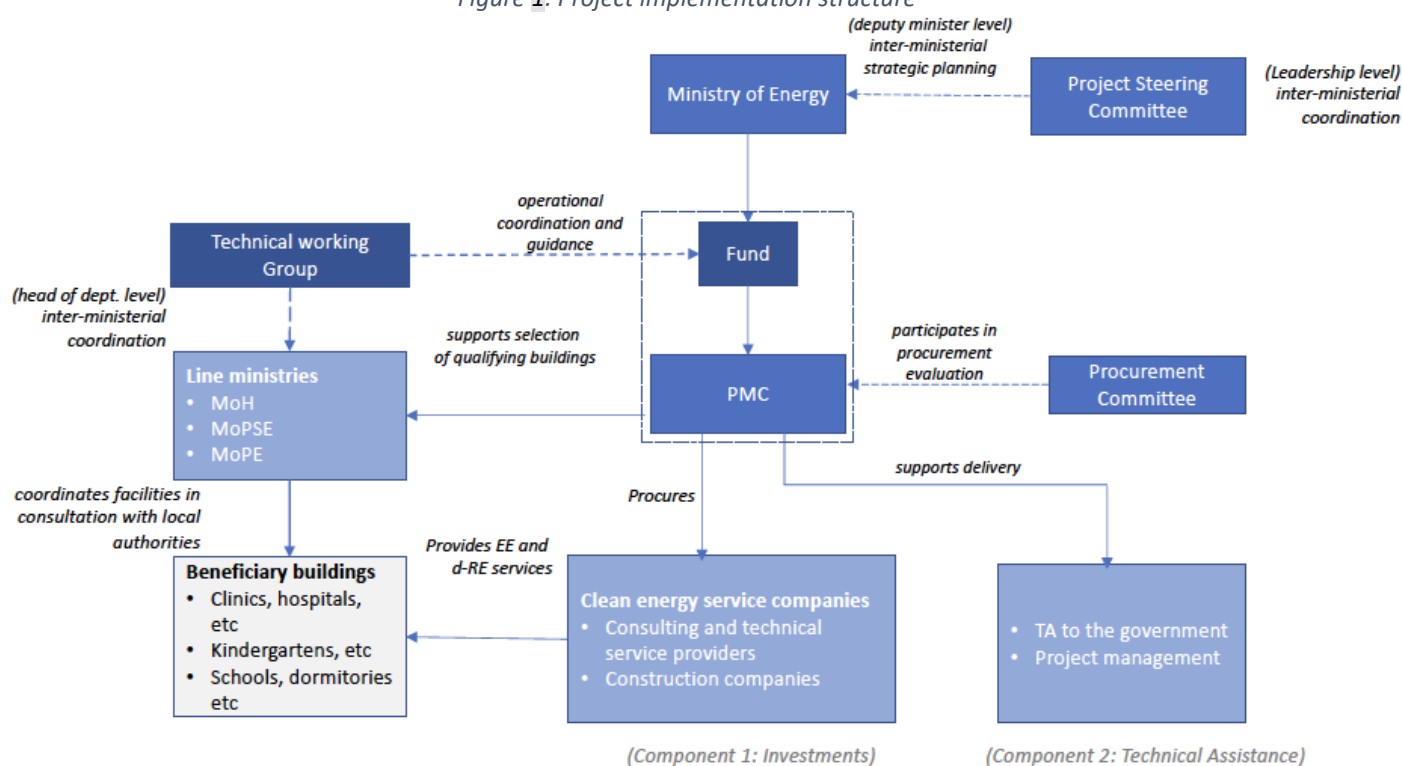 Figure 1: Project implementation structure
(deputy minister level)
inter-ministerial
strategic planning
Ministry of Energy
Project Steering
Committee
(Leadership level)
inter-ministerial
coordination
operational
coordination and
guidance
Technical working
Group
Fund
(head of dept. level)
inter-ministerial
coordination
supports selection
of qualifying buildings
participates in
procurement
evaluation
Line ministries
• MoH
• MoPSE
• MoPE
PMC
Procurement
Committee
coordinates facilities in
consultation with local
authorities
Procures
supports delivery
Provides EE and
d-RE services
Beneficiary buildings
• Clinics, hospitals,
etc
• Kindergartens, etc
• Schools, dormitories
etc
Clean energy service companies
• Consulting and technical
service providers
• Construction companies
• TA to the government
• Project management
(Component 1: Investments)
(Component 2: Technical Assistance)